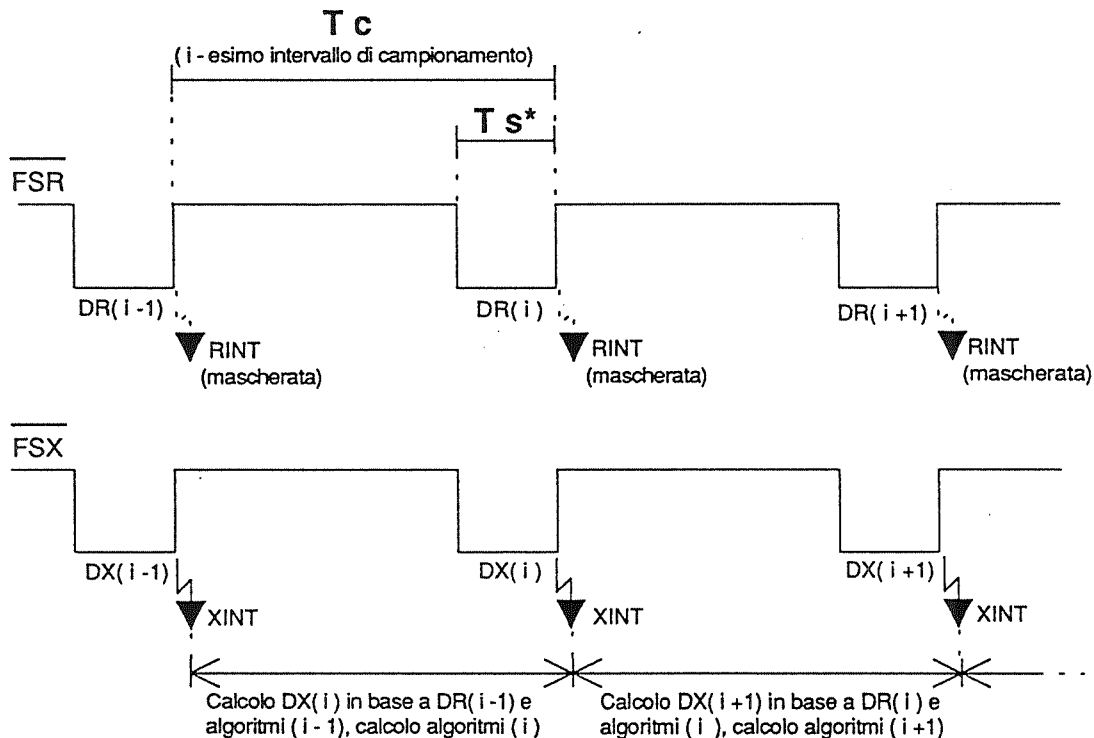 T c
( i - esimo intervallo di campionamento)
T s*
FSR
DR( i -1)
DR( i )
DR( i +1)
RINT
(mascherata)
RINT
(mascherata)
RINT
(mascherata)
FSX
DX( i -1)
DX( i )
DX( i +1)
XINT
XINT
XINT
Calcolo DX( i ) in base a DR( i -1) e
algoritmi ( i - 1), calcolo algoritmi ( i )
Calcolo DX( i +1) in base a DR( i ) e
algoritmi ( i ), calcolo algoritmi ( i +1)